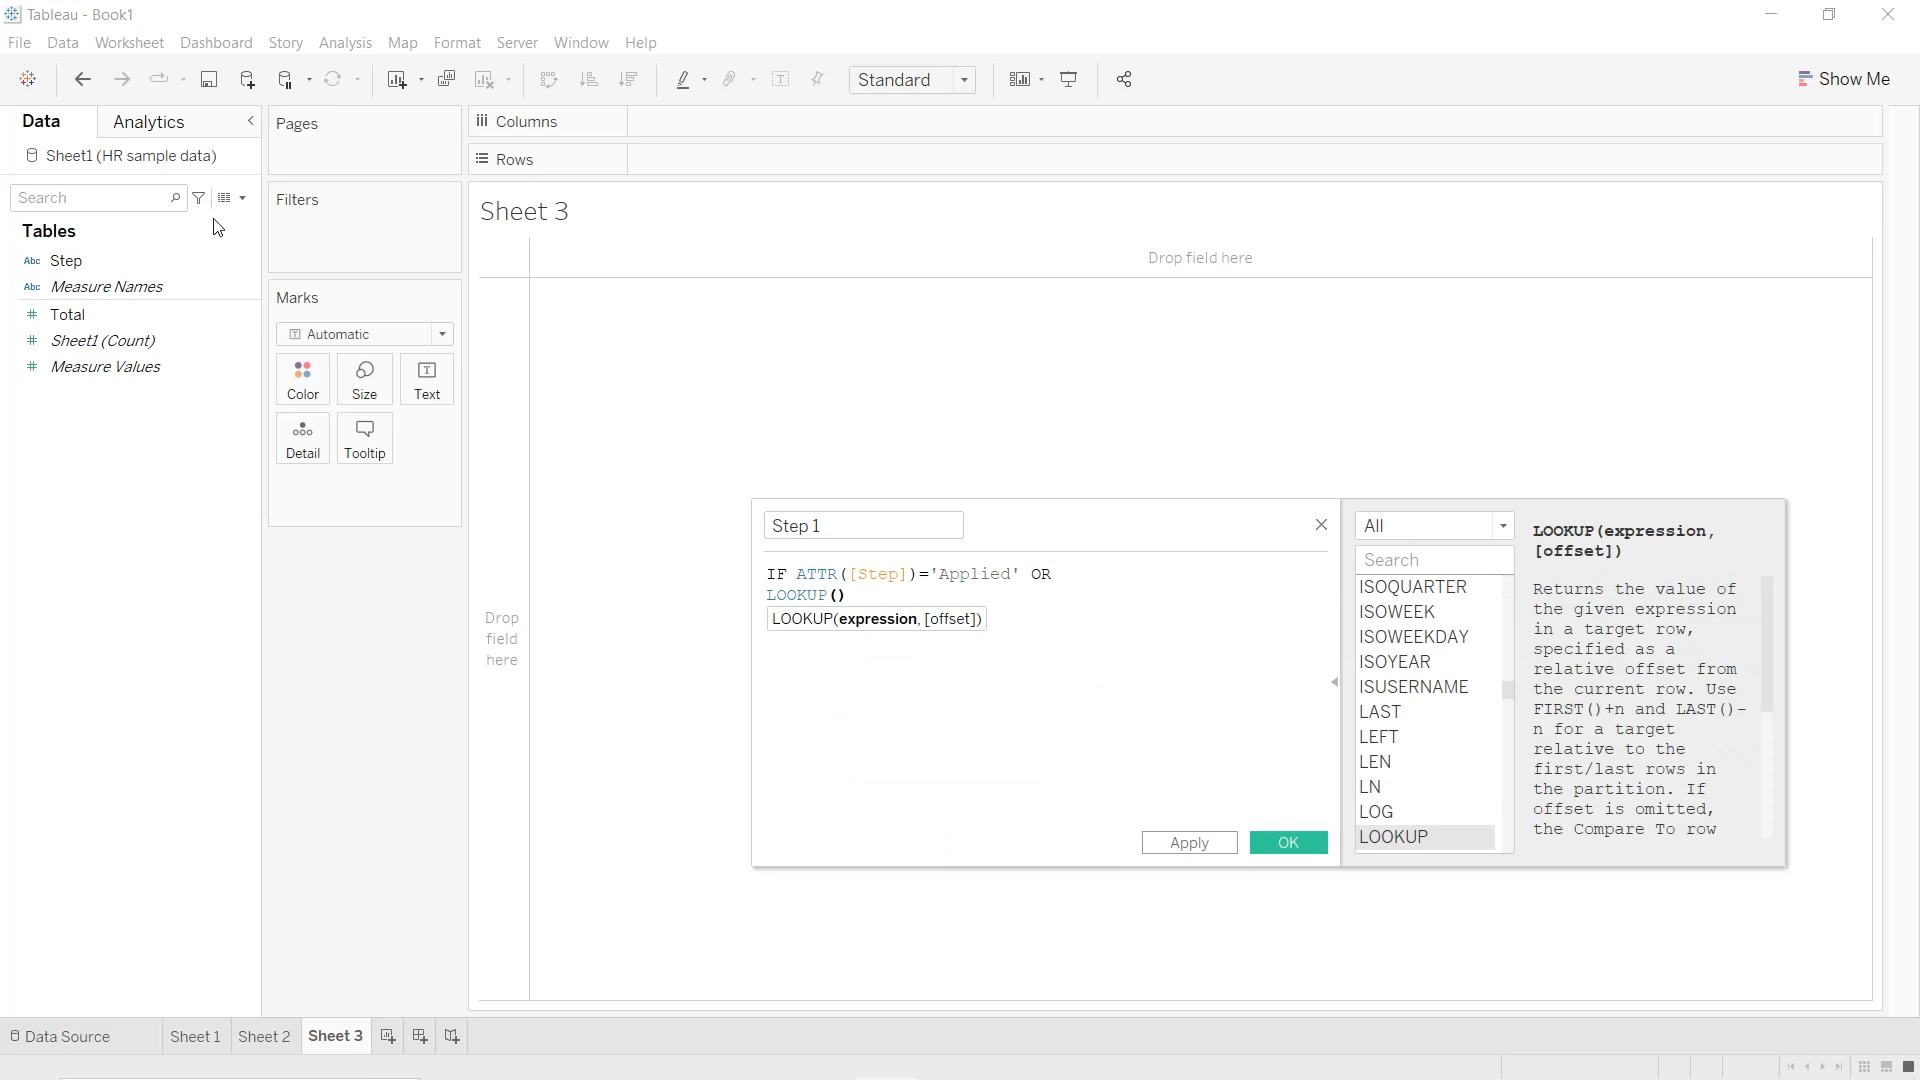 Tableau - Book1
File Data Worksheet Dashboard Story Analysis Map Format Server Window Help
Standard
Show Me
Data Analytics
Sheet1 (HR sample data)
Search
Tables
Abc Step
Abc Measure Names
# Total
# Sheet1 (Count)
# Measure Values
Pages
Filters
Marks
Automatic
Color Size Text
Detail Tooltip
Columns
Rows
Sheet 3
Drop field here
Drop
field
here
Step 1
IF ATTR([Step])='Applied' OR
LOOKUP()
LOOKUP(expression, [offset])
Apply OK
All
Search
ISOQUARTER
ISOWEEK
ISOWEEKDAY
ISOYEAR
ISUSERNAME
LAST
LEFT
LEN
LN
LOG
LOOKUP
LOOKUP(expression,
[offset])
Returns the value of
the given expression
in a target row,
specified as a
relative offset from
the current row. Use
FIRST()+n and LAST()-
n for a target
relative to the
first/last rows in
the partition. If
offset is omitted,
the Compare To row
Data Source Sheet 1 Sheet 2 Sheet 3